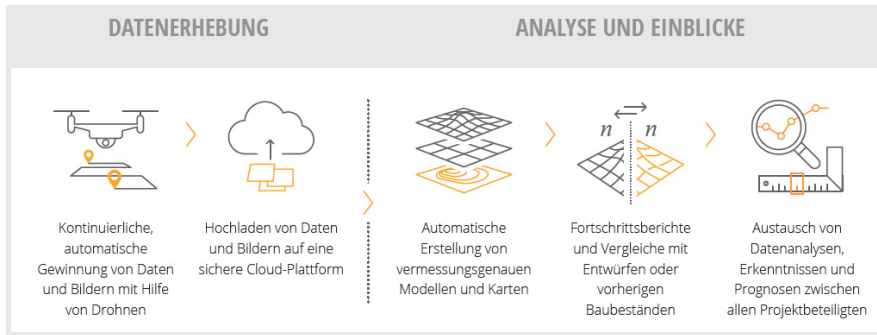 DATENERHEBUNG
ANALYSE UND EINBLICKE
Kontinuierliche,
automatische
Gewinnung von Daten
und Bildern mit Hilfe
von Drohnen
Hochladen von Daten
und Bildern auf eine
sichere Cloud-Plattform
Automatische
Erstellung von
vermessungsgenauen
Modellen und Karten
n n
Fortschrittsberichte
und Vergleiche mit
Entwürfen oder
vorherigen
Baubeständen
Austausch von
Datenanalysen,
Erkenntnissen und
Prognosen zwischen
allen Projektbeteiligten